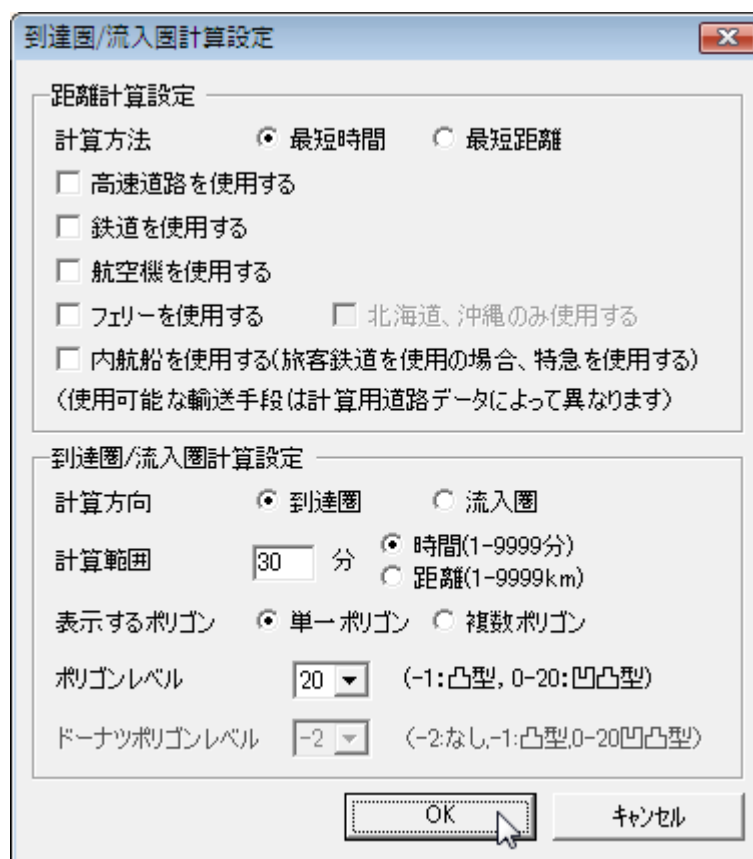 到達圏/流入圏計算設定
距離計算設定
計算方法 最短時間 最短距離
高速道路を使用する
鉄道を使用する
航空機を使用する
フェリーを使用する 北海道、沖縄のみ使用する
内航船を使用する(旅客鉄道を使用の場合、特急を使用する)
(使用可能な輸送手段は計算用道路データによって異なります)
到達圏/流入圏計算設定
計算方向 到達圏 流入圏
計算範囲 30 分 時間(1-9999分)
距離(1-9999km)
表示するポリゴン 単一ポリゴン 複数ポリゴン
ポリゴンレベル 20 (-1:凸型, 0-20:凹凸型)
ドーナツポリゴンレベル -2 (-2:なし,-1:凸型,0-20凹凸型)
OK キャンセル